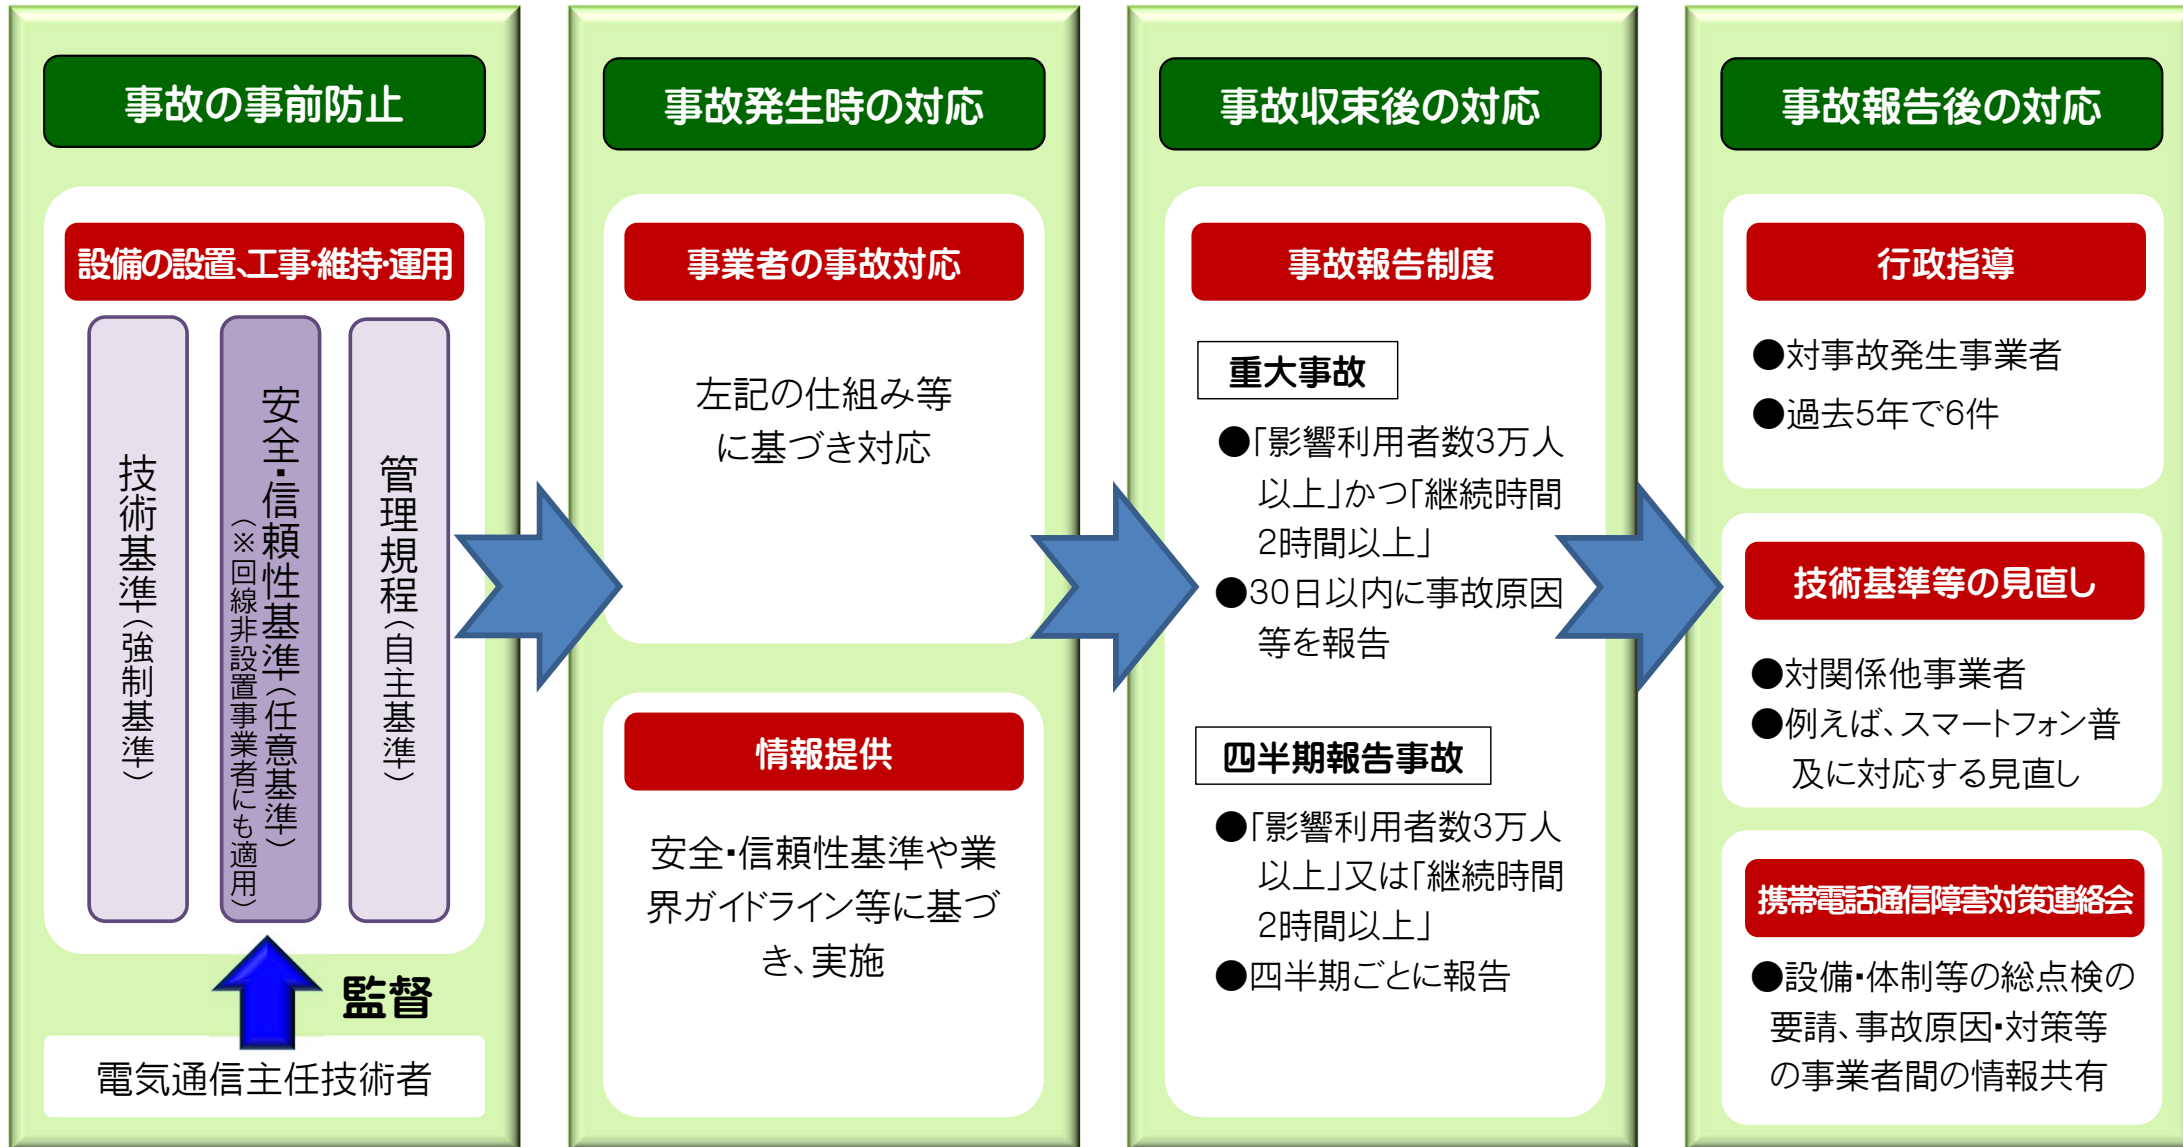 事故の事前防止
設備の設置、工事・維持・運用
技術基準（強制基準）
安全・信頼性基準（任意基準）
（※回線非設置事業者にも適用）
管理規程（自主基準）
監督
電気通信主任技術者
事故発生時の対応
事業者の事故対応
左記の仕組み等
に基づき対応
情報提供
安全・信頼性基準や業
界ガイドライン等に基づ
き、実施
事故収束後の対応
事故報告制度
重大事故
●「影響利用者数3万人
以上」かつ「継続時間
2時間以上」
●30日以内に事故原因
等を報告
四半期報告事故
●「影響利用者数3万人
以上」又は「継続時間
2時間以上」
●四半期ごとに報告
事故報告後の対応
行政指導
●対事故発生事業者
●過去5年で6件
技術基準等の見直し
●対関係他事業者
●例えば、スマートフォン普
及に対応する見直し
携帯電話通信障害対策連絡会
●設備・体制等の総点検の
要請、事故原因・対策等
の事業者間の情報共有